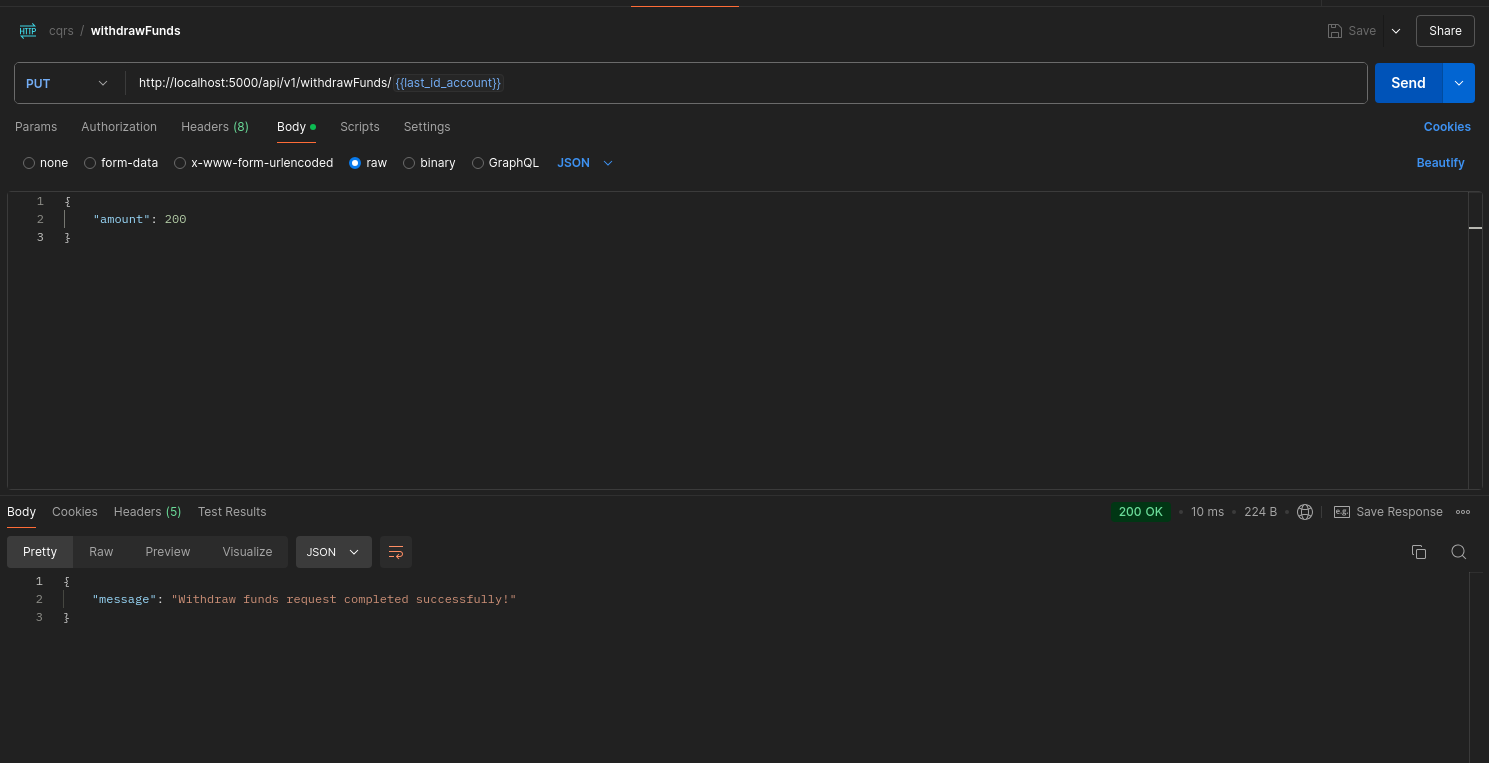 HTTP cqrs / withdrawFunds Save Share
PUT http://localhost:5000/api/v1/withdrawFunds/ {{last_id_account}} Send
Params Authorization Headers (8) Body Scripts Settings Cookies
none form-data x-www-form-urlencoded raw binary GraphQL JSON Beautify
1 {
2 "amount": 200
3 }
Body Cookies Headers (5) Test Results 200 OK • 10 ms • 224 B • e.g. Save Response
Pretty Raw Preview Visualize JSON
1 {
2 "message": "Withdraw funds request completed successfully!"
3 }